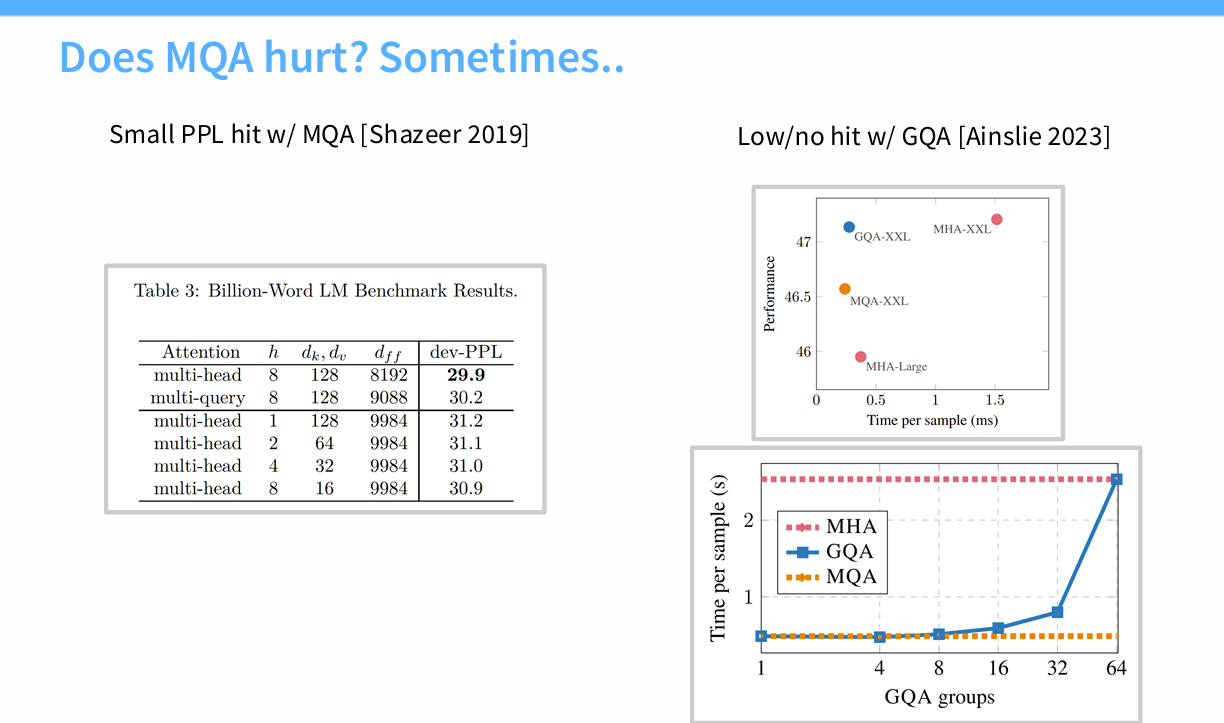 Does MQA hurt? Sometimes..
Small PPL hit w/ MQA [Shazeer 2019]
Table 3: Billion-Word LM Benchmark Results.
Attention h d_k, d_v d_ff dev-PPL
multi-head 8 128 8192 29.9
multi-query 8 128 9088 30.2
multi-head 1 128 9984 31.2
multi-head 2 64 9984 31.1
multi-head 4 32 9984 31.0
multi-head 8 16 9984 30.9
Low/no hit w/ GQA [Ainslie 2023]
Performance
47
46.5
46
GQA-XXL
MHA-XXL
MQA-XXL
MHA-Large
0 0.5 1 1.5
Time per sample (ms)
Time per sample (s)
2
1
MHA
GQA
MQA
1 4 8 16 32 64
GQA groups